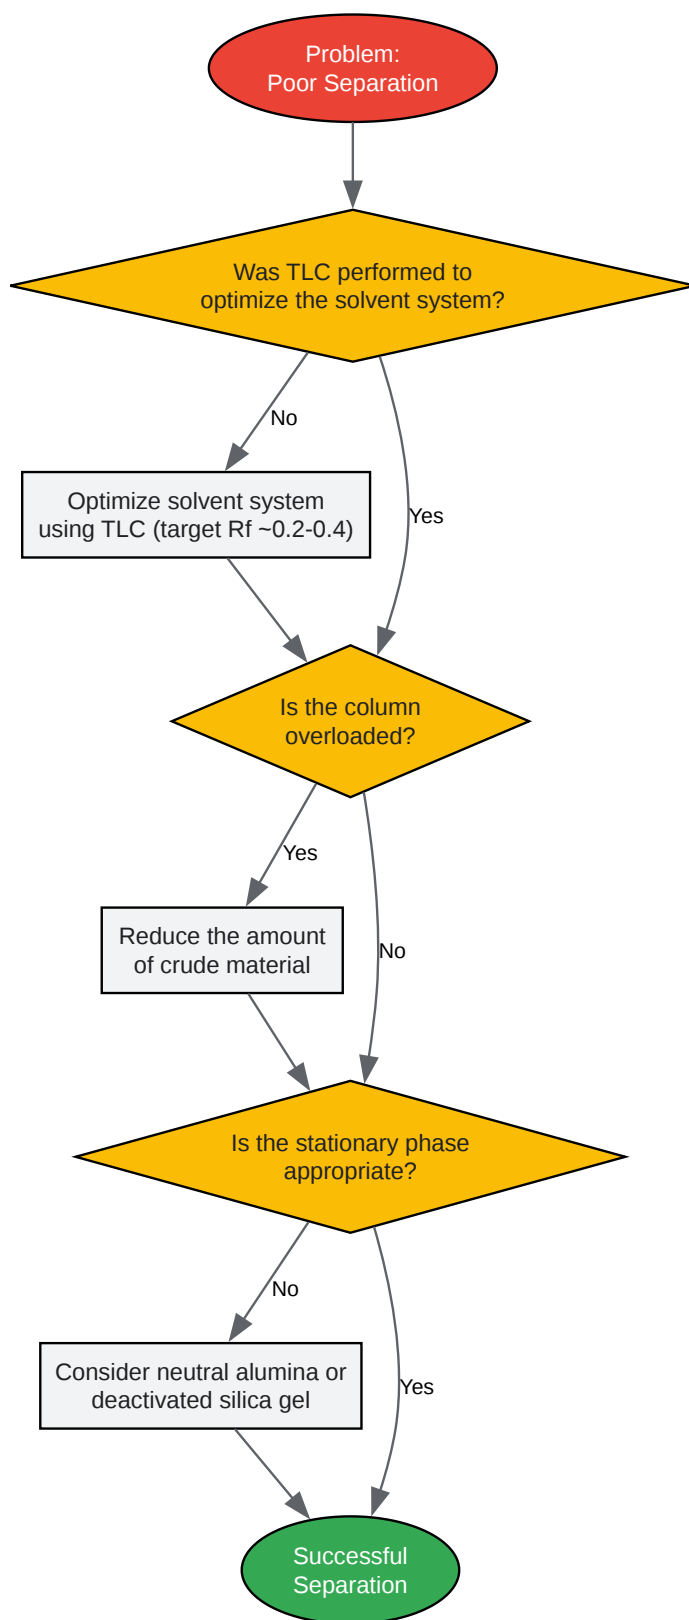 Problem:
Poor Separation
Was TLC performed to
optimize the solvent system?
No
Optimize solvent system
using TLC (target Rf ~0.2-0.4)
Yes
Is the column
overloaded?
Yes
Reduce the amount
of crude material
No
Is the stationary phase
appropriate?
No
Consider neutral alumina or
deactivated silica gel
Yes
Successful
Separation